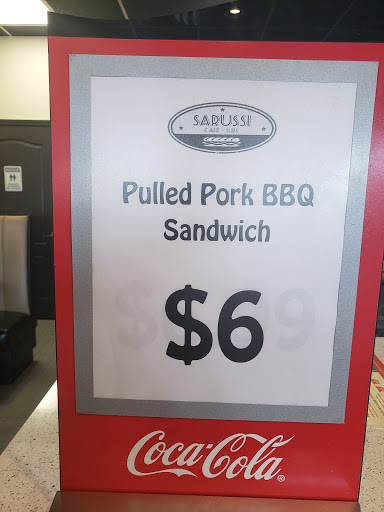 SARUSSI
CAFE - SUBS
Pulled Pork BBQ
Sandwich
$6
Coca-Cola®